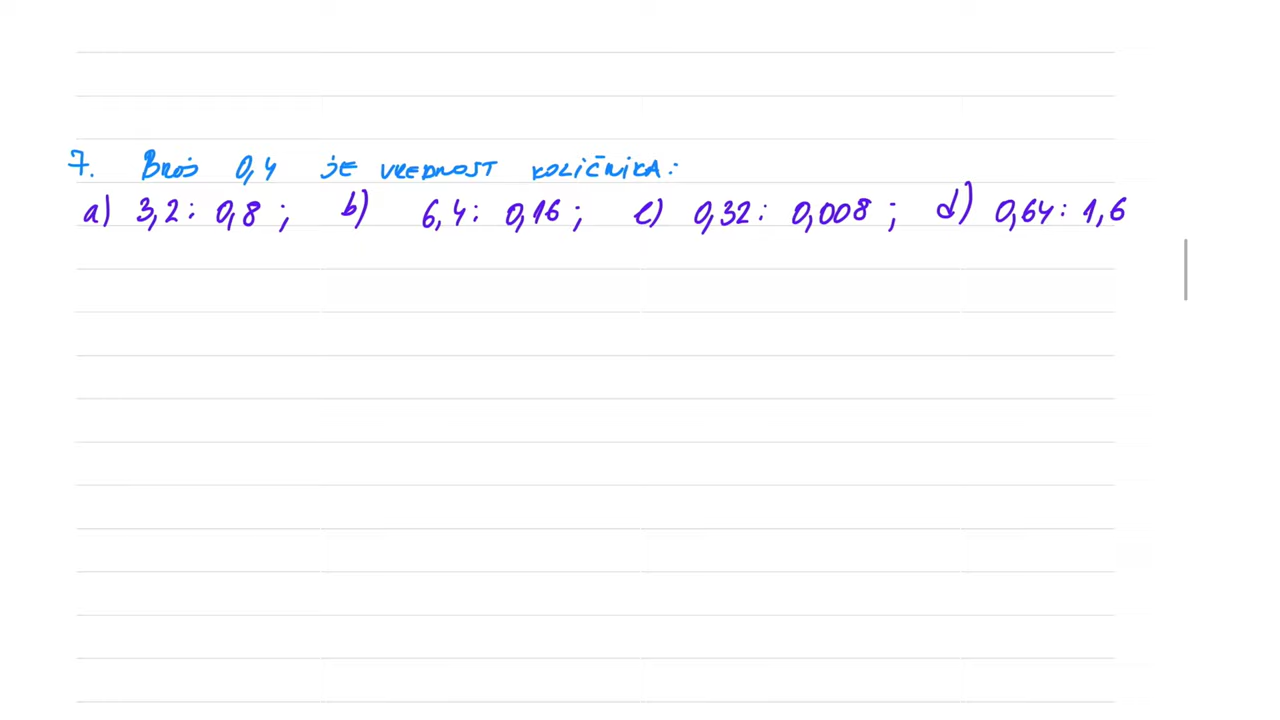 7. Broj 0,4 je vrednost količnika:
a) 3,2 : 0,8 ; b) 6,4 : 0,16 ; c) 0,32 : 0,008 ; d) 0,64 : 1,6